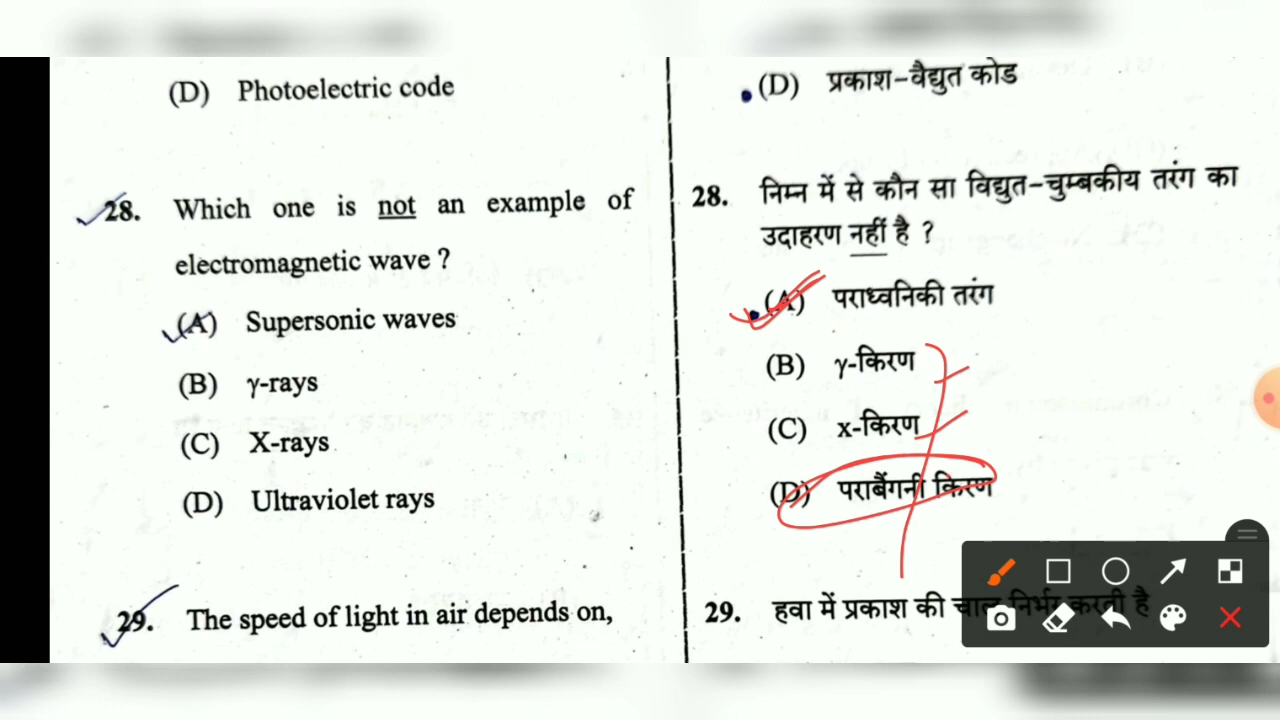 (D) Photoelectric code
28. Which one is not an example of
electromagnetic wave ?
(A) Supersonic waves
(B) γ-rays
(C) X-rays
(D) Ultraviolet rays
29. The speed of light in air depends on,
(D) प्रकाश-वैद्युत कोड
28. निम्न में से कौन सा विद्युत-चुम्बकीय तरंग का
उदाहरण नहीं है ?
(A) पराध्वनिकी तरंग
(B) γ-किरण
(C) x-किरण
(D) पराबैंगनी किरण
29. हवा में प्रकाश की चाल निर्भर करती है